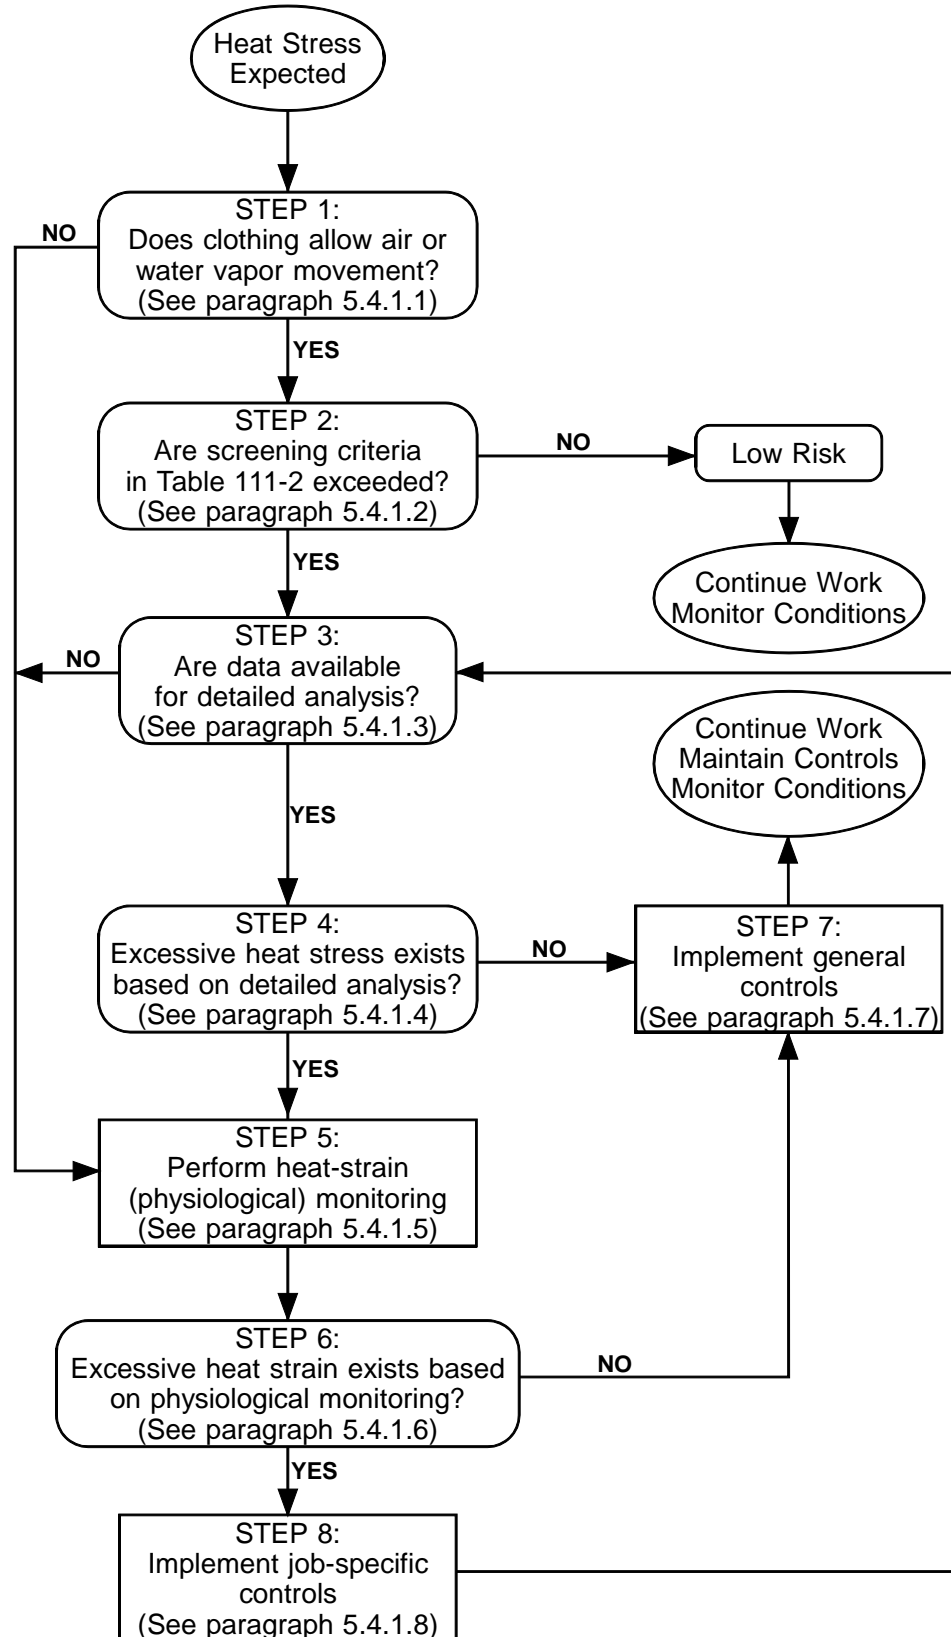 Heat Stress
Expected
STEP 1:
Does clothing allow air or
water vapor movement?
(See paragraph 5.4.1.1)
NO
YES
STEP 2:
Are screening criteria
in Table 111-2 exceeded?
(See paragraph 5.4.1.2)
NO
Low Risk
Continue Work
Monitor Conditions
YES
STEP 3:
Are data available
for detailed analysis?
(See paragraph 5.4.1.3)
NO
YES
Continue Work
Maintain Controls
Monitor Conditions
STEP 4:
Excessive heat stress exists
based on detailed analysis?
(See paragraph 5.4.1.4)
NO
STEP 7:
Implement general
controls
(See paragraph 5.4.1.7)
YES
STEP 5:
Perform heat-strain
(physiological) monitoring
(See paragraph 5.4.1.5)
STEP 6:
Excessive heat strain exists based
on physiological monitoring?
(See paragraph 5.4.1.6)
NO
YES
STEP 8:
Implement job-specific
controls
(See paragraph 5.4.1.8)